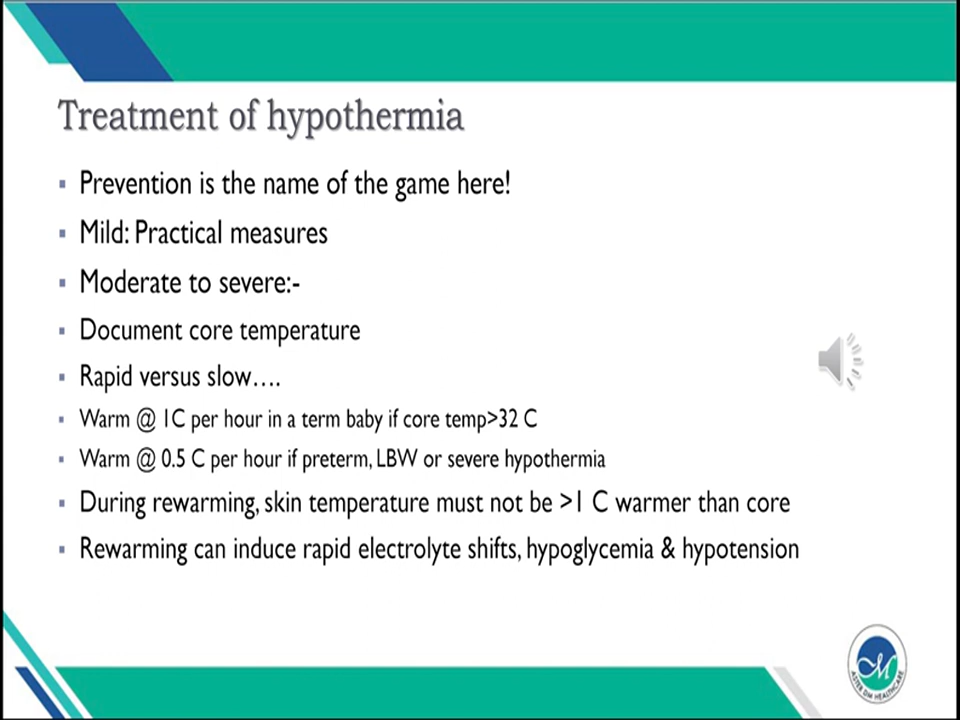 Treatment of hypothermia
Prevention is the name of the game here!
Mild: Practical measures
Moderate to severe:-
Document core temperature
Rapid versus slow....
Warm @ 1C per hour in a term baby if core temp>32 C
Warm @ 0.5 C per hour if preterm, LBW or severe hypothermia
During rewarming, skin temperature must not be >1 C warmer than core
Rewarming can induce rapid electrolyte shifts, hypoglycemia & hypotension
ASTER DM HEALTHCARE